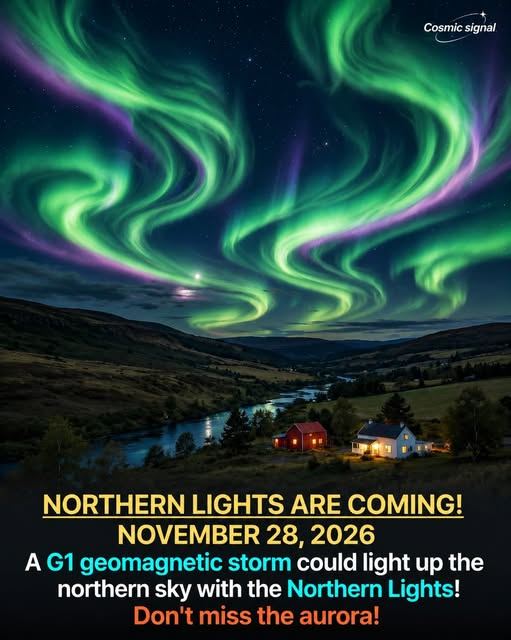 Cosmic signal
NORTHERN LIGHTS ARE COMING!
NOVEMBER 28, 2026
A G1 geomagnetic storm could light up the
northern sky with the Northern Lights!
Don't miss the aurora!